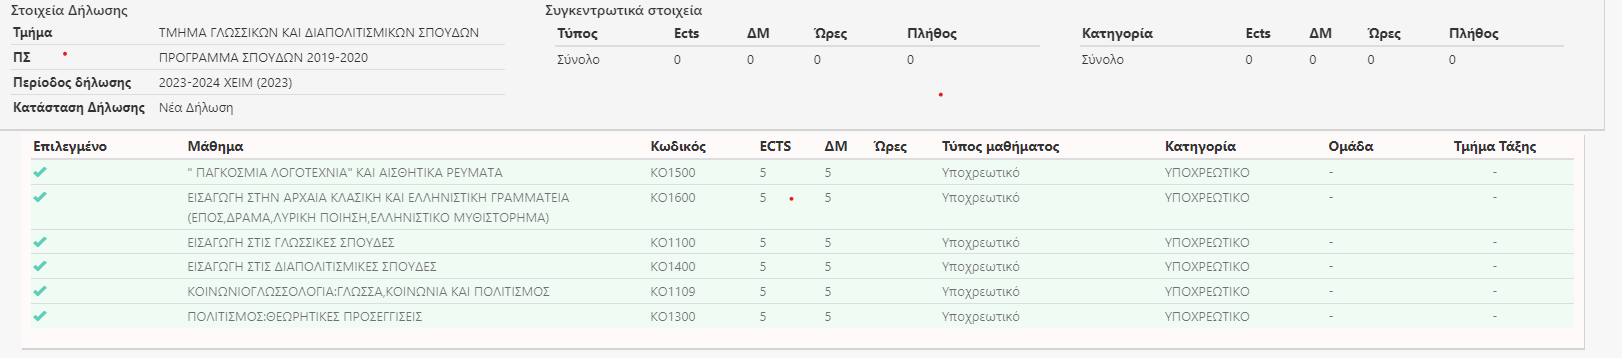 Στοιχεία Δήλωσης
Τμήμα ΤΜΗΜΑ ΓΛΩΣΣΙΚΩΝ ΚΑΙ ΔΙΑΠΟΛΙΤΙΣΜΙΚΩΝ ΣΠΟΥΔΩΝ
ΠΣ ΠΡΟΓΡΑΜΜΑ ΣΠΟΥΔΩΝ 2019-2020
Περίοδος δήλωσης 2023-2024 ΧΕΙΜ (2023)
Κατάσταση Δήλωσης Νέα Δήλωση
Συγκεντρωτικά στοιχεία
Τύπος Ects ΔΜ Ώρες Πλήθος
Σύνολο 0 0 0 0
Κατηγορία Ects ΔΜ Ώρες Πλήθος
Σύνολο 0 0 0 0
Επιλεγμένο Μάθημα Κωδικός ECTS ΔΜ Ώρες Τύπος μαθήματος Κατηγορία Ομάδα Τμήμα Τάξης
" ΠΑΓΚΟΣΜΙΑ ΛΟΓΟΤΕΧΝΙΑ" ΚΑΙ ΑΙΣΘΗΤΙΚΑ ΡΕΥΜΑΤΑ ΚΟ1500 5 5 Υποχρεωτικό ΥΠΟΧΡΕΩΤΙΚΟ - -
ΕΙΣΑΓΩΓΗ ΣΤΗΝ ΑΡΧΑΙΑ ΚΛΑΣΙΚΗ ΚΑΙ ΕΛΛΗΝΙΣΤΙΚΗ ΓΡΑΜΜΑΤΕΙΑ ΚΟ1600 5 5 Υποχρεωτικό ΥΠΟΧΡΕΩΤΙΚΟ - -
(ΕΠΟΣ,ΔΡΑΜΑ,ΛΥΡΙΚΗ ΠΟΙΗΣΗ,ΕΛΛΗΝΙΣΤΙΚΟ ΜΥΘΙΣΤΟΡΗΜΑ)
ΕΙΣΑΓΩΓΗ ΣΤΙΣ ΓΛΩΣΣΙΚΕΣ ΣΠΟΥΔΕΣ ΚΟ1100 5 5 Υποχρεωτικό ΥΠΟΧΡΕΩΤΙΚΟ - -
ΕΙΣΑΓΩΓΗ ΣΤΙΣ ΔΙΑΠΟΛΙΤΙΣΜΙΚΕΣ ΣΠΟΥΔΕΣ ΚΟ1400 5 5 Υποχρεωτικό ΥΠΟΧΡΕΩΤΙΚΟ - -
ΚΟΙΝΩΝΙΟΓΛΩΣΣΟΛΟΓΙΑ:ΓΛΩΣΣΑ,ΚΟΙΝΩΝΙΑ ΚΑΙ ΠΟΛΙΤΙΣΜΟΣ ΚΟ1109 5 5 Υποχρεωτικό ΥΠΟΧΡΕΩΤΙΚΟ - -
ΠΟΛΙΤΙΣΜΟΣ:ΘΕΩΡΗΤΙΚΕΣ ΠΡΟΣΕΓΓΙΣΕΙΣ ΚΟ1300 5 5 Υποχρεωτικό ΥΠΟΧΡΕΩΤΙΚΟ - -